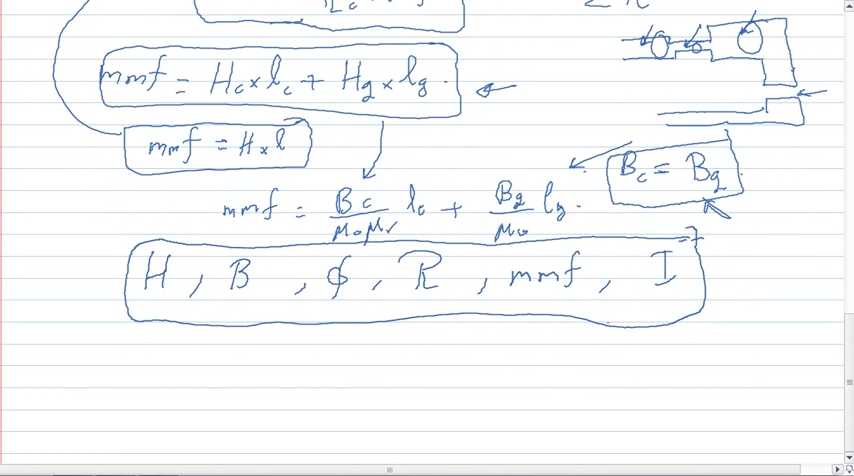 mmf = Hc × lc + Hg × lg.
mmf = H × l
Bc = Bg
mmf = Bc/μ0μr lc + Bg/μ0 lg.
H , B , φ , R , mmf , I